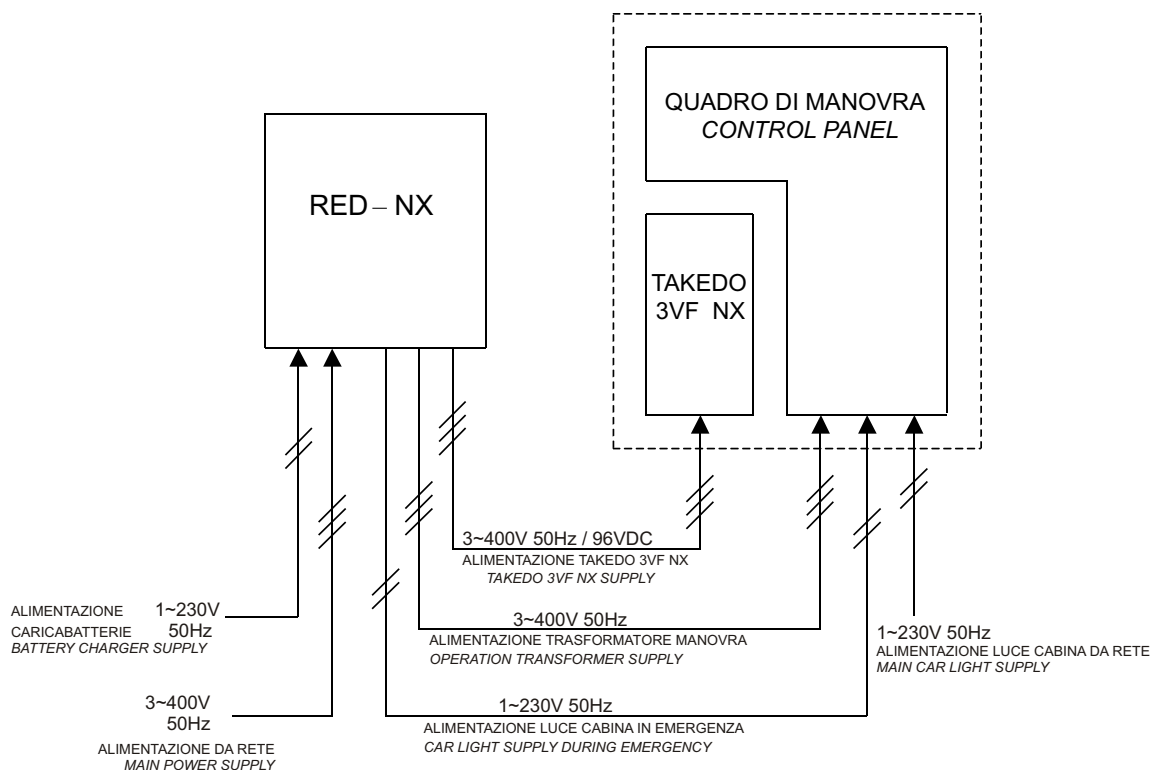 QUADRO DI MANOVRA
CONTROL PANEL
RED – NX
TAKEDO
3VF NX
3~400V 50Hz / 96VDC
ALIMENTAZIONE TAKEDO 3VF NX
TAKEDO 3VF NX SUPPLY
ALIMENTAZIONE 1~230V
CARICABATTERIE 50Hz
BATTERY CHARGER SUPPLY
3~400V 50Hz
ALIMENTAZIONE TRASFORMATORE MANOVRA
OPERATION TRANSFORMER SUPPLY
1~230V 50Hz
ALIMENTAZIONE LUCE CABINA DA RETE
MAIN CAR LIGHT SUPPLY
3~400V
50Hz
ALIMENTAZIONE DA RETE
MAIN POWER SUPPLY
1~230V 50Hz
ALIMENTAZIONE LUCE CABINA IN EMERGENZA
CAR LIGHT SUPPLY DURING EMERGENCY